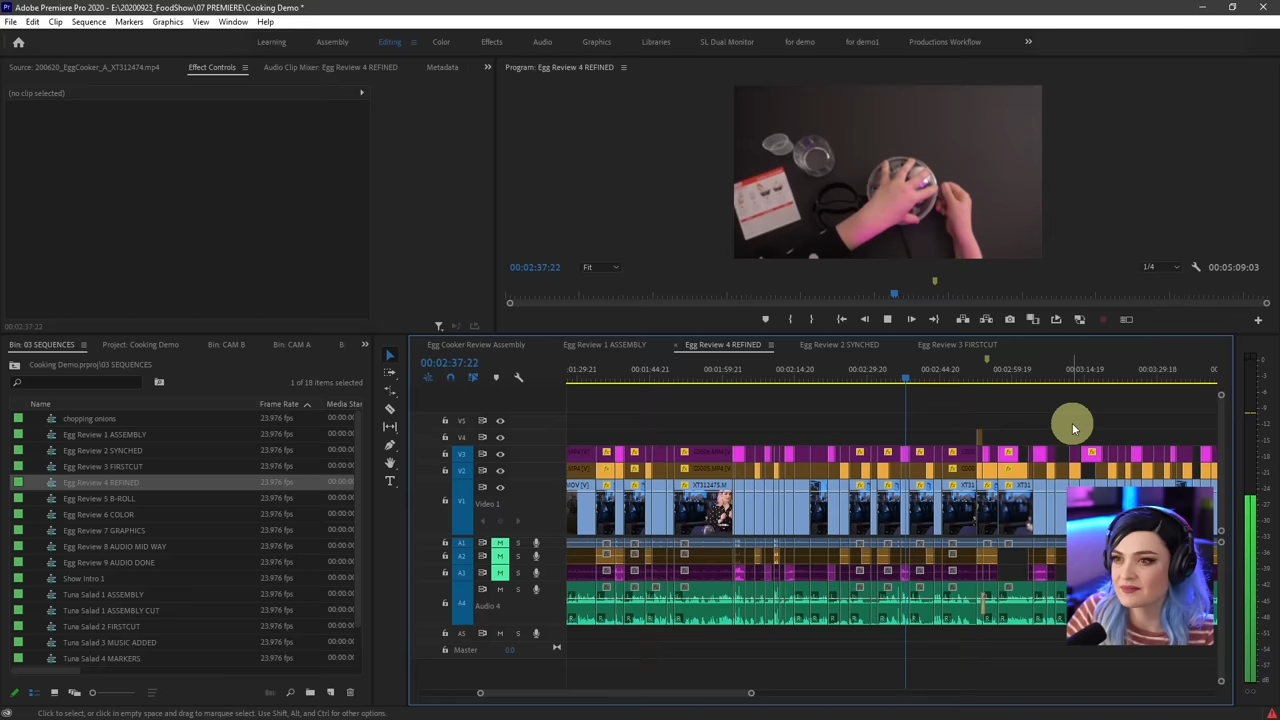 Adobe Premiere Pro 2020 - E:\20200923_FoodShow\07 PREMIERE\Cooking Demo *
File Edit Clip Sequence Markers Graphics View Window Help
Learning Assembly Editing Color Effects Audio Graphics Libraries SL Dual Monitor for demo for demo1 Productions Workflow
Source: 200620_EggCooker_A_XT312474.mp4 Effect Controls Audio Clip Mixer: Egg Review 4 REFINED Metadata
Program: Egg Review 4 REFINED
(no clip selected)
00:02:37:22 Fit 1/4 00:05:09:03
00:02:37:22
Bin: 03 SEQUENCES Project: Cooking Demo Bin: CAM B Bin: CAM A B
Cooking Demo.prproj\03 SEQUENCES
1 of 18 items selected
Name Frame Rate Media Star
chopping onions 23.976 fps 00:00:00
Egg Review 1 ASSEMBLY 23.976 fps 00:00:00
Egg Review 2 SYNCHED 23.976 fps 00:00:00
Egg Review 3 FIRSTCUT 23.976 fps 00:00:00
Egg Review 4 REFINED 23.976 fps 00:00:00
Egg Review 5 B-ROLL 23.976 fps 00:00:00
Egg Review 6 COLOR 23.976 fps 00:00:00
Egg Review 7 GRAPHICS 23.976 fps 00:00:00
Egg Review 8 AUDIO MID WAY 23.976 fps 00:00:00
Egg Review 9 AUDIO DONE 23.976 fps 00:00:00
Show Intro 1 23.976 fps 00:00:00
Tuna Salad 1 ASSEMBLY 23.976 fps 00:00:00
Tuna Salad 1 ASSEMBLY CUT 23.976 fps 00:00:00
Tuna Salad 2 FIRSTCUT 23.976 fps 00:00:00
Tuna Salad 3 MUSIC ADDED 23.976 fps 00:00:00
Tuna Salad 4 MARKERS 23.976 fps 00:00:00
Egg Cooker Review Assembly Egg Review 1 ASSEMBLY × Egg Review 4 REFINED Egg Review 2 SYNCHED Egg Review 3 FIRSTCUT
00:02:37:22
:01:29:21 00:01:44:21 00:01:59:21 00:02:14:20 00:02:29:20 00:02:44:20 00:02:59:19 00:03:14:19 00:03:29:18
V5
V4
V3
V2
V1
Video 1
XT312475.M
XT31
XT31
A1 M S
A2 M S
A3 M S
A4
Audio 4
A5 M S
Master 0.0
Click to select, or click in empty space and drag to marquee select. Use Shift, Alt, and Ctrl for other options.